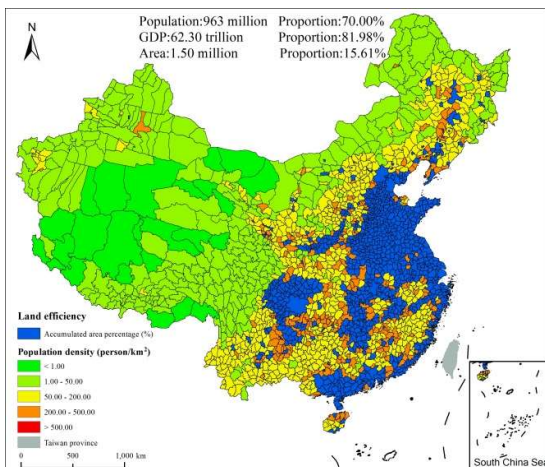 Population:963 million Proportion:70.00%
GDP:62.30 trillion Proportion:81.98%
Area:1.50 million Proportion:15.61%
N
Land efficiency
Accumulated area percentage (%)
Population density (person/km²)
< 1.00
1.00 - 50.00
50.00 - 200.00
200.00 - 500.00
> 500.00
Taiwan province
0 500 1,000 km
South China Sea